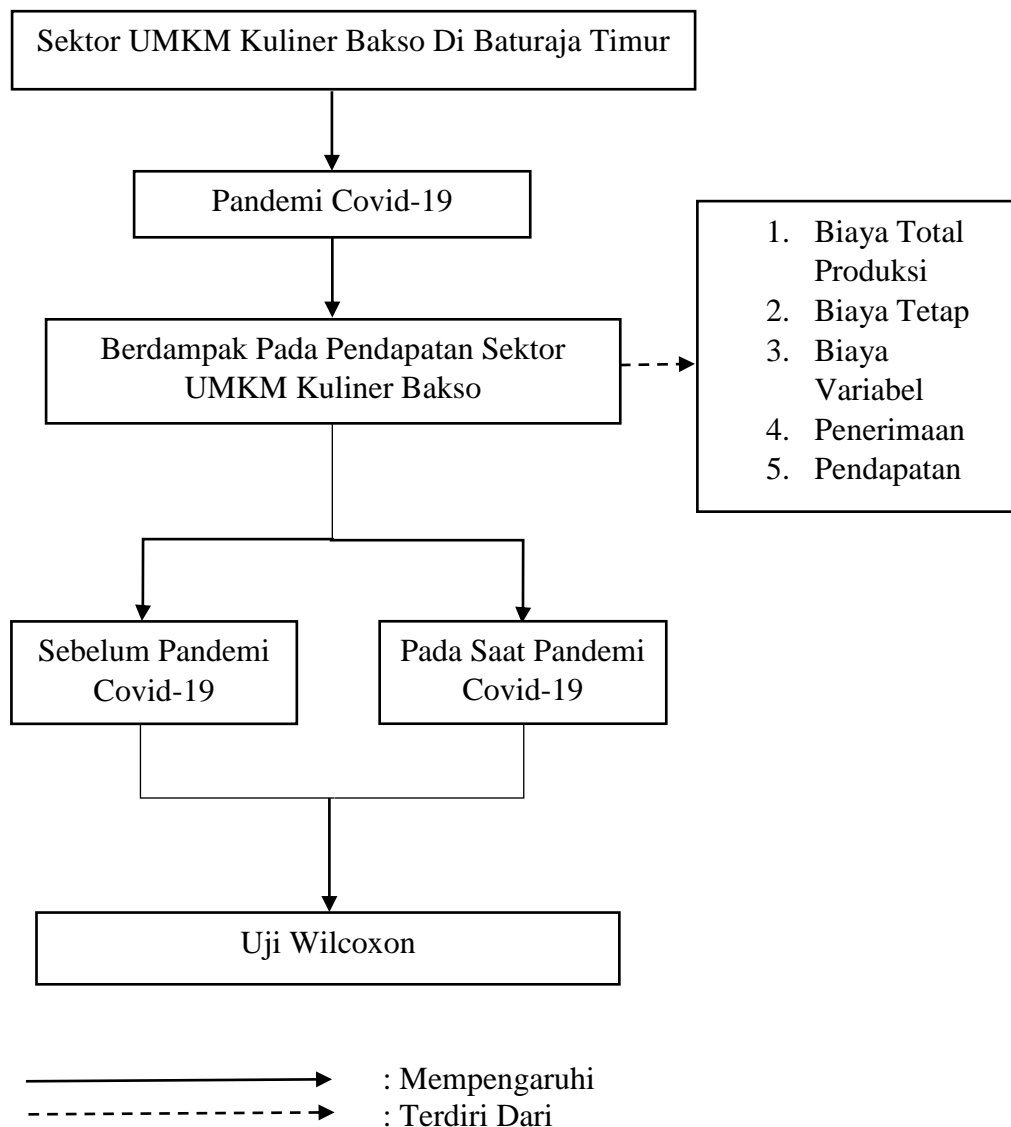 Sektor UMKM Kuliner Bakso Di Baturaja Timur
Pandemi Covid-19
1. Biaya Total
Produksi
2. Biaya Tetap
3. Biaya
Variabel
4. Penerimaan
5. Pendapatan
Berdampak Pada Pendapatan Sektor
UMKM Kuliner Bakso
Sebelum Pandemi
Covid-19
Pada Saat Pandemi
Covid-19
Uji Wilcoxon
: Mempengaruhi
: Terdiri Dari